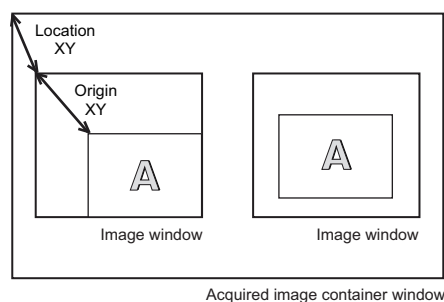 Location
XY
Origin
XY
A
A
Image window
Image window
Acquired image container window